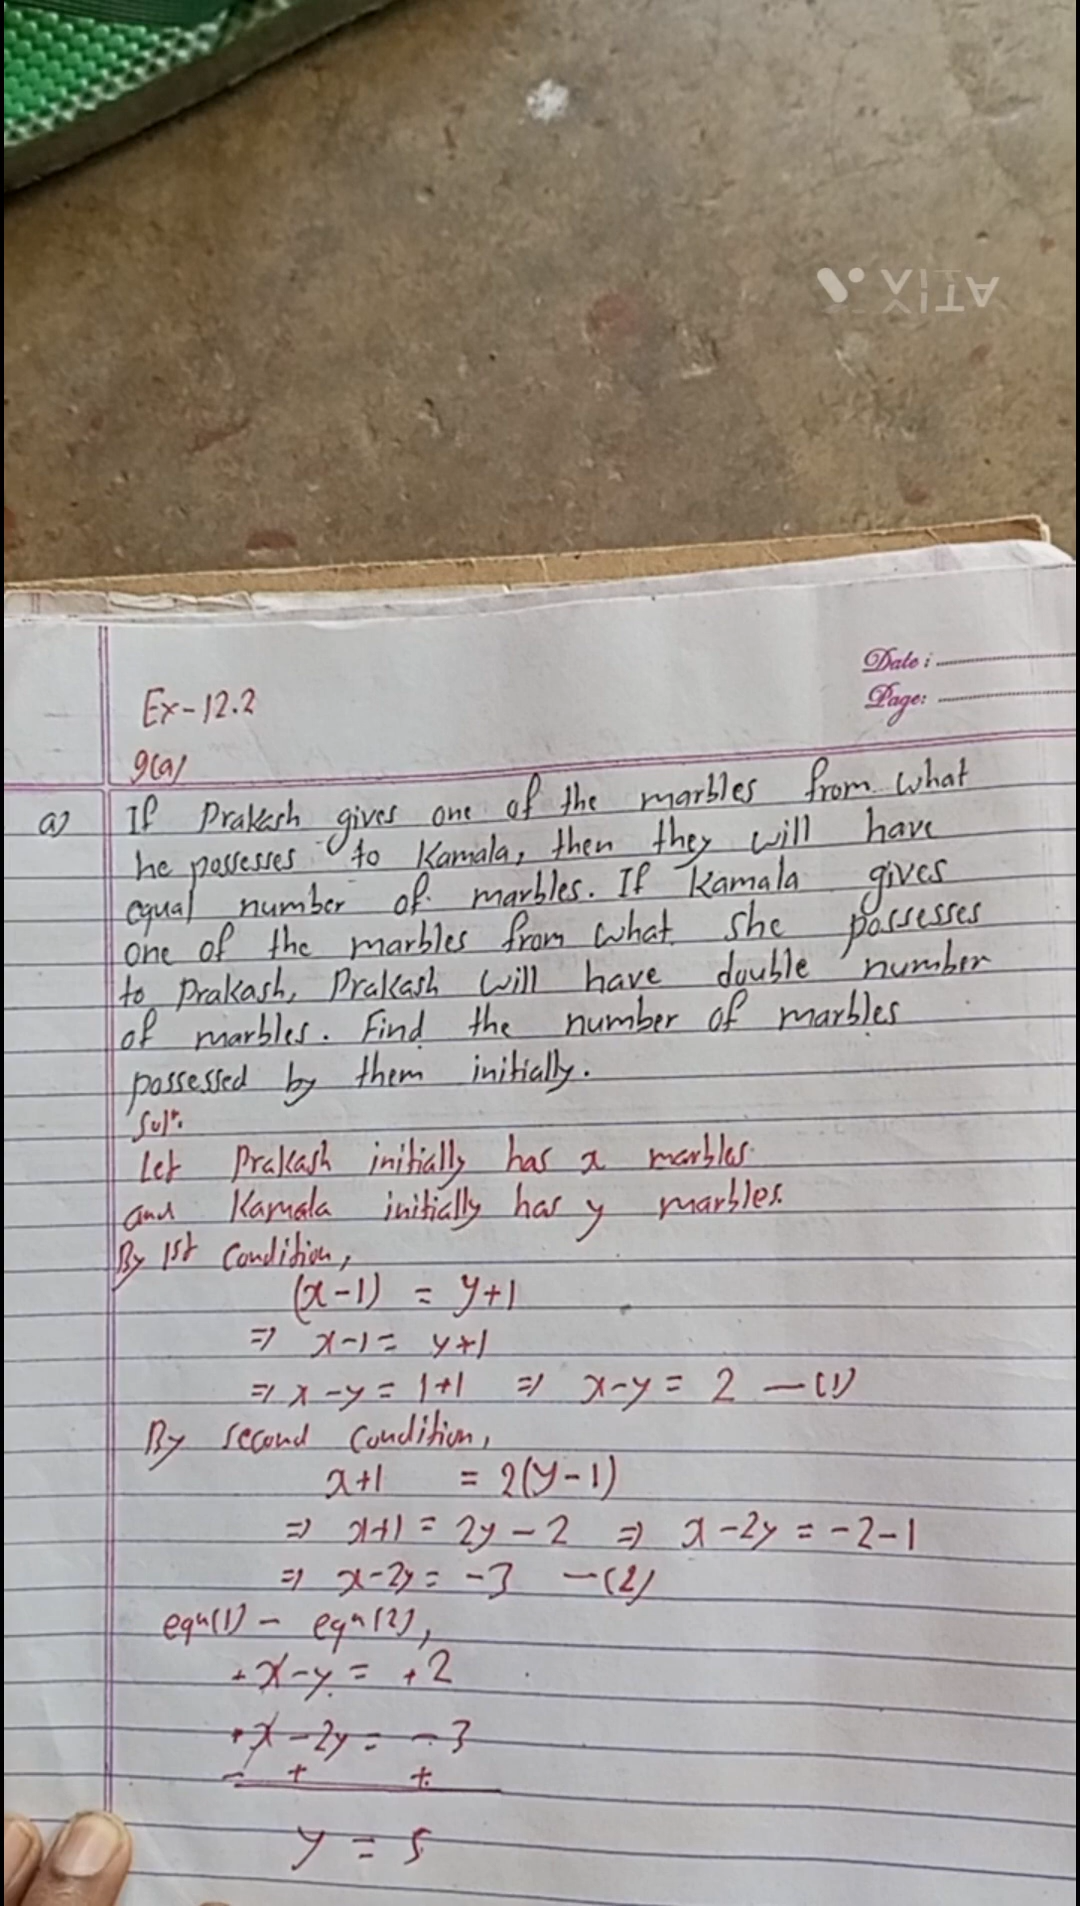 VITA
Date :
Page:
Ex-12.2
9(a)
a) If Prakash gives one of the marbles from what
he possesses to Kamala, then they will have
equal number of marbles. If Kamala gives
one of the marbles from what she possesses
to Prakash, Prakash will have double number
of marbles. Find the number of marbles
possessed by them initially.
Solⁿ.
Let Prakash initially has x marbles.
and Kamala initially has y marbles.
By 1st Condition,
(x-1) = y+1
⇒ x-1 = y+1
⇒ x-y = 1+1 ⇒ x-y = 2 —(1)
By second Condition,
x+1 = 2(y-1)
⇒ x+1 = 2y-2 ⇒ x-2y = -2-1
⇒ x-2y = -3 —(2)
eqn(1) - eqn(2),
+x-y = +2
+x-2y = -3
- + +
y = 5